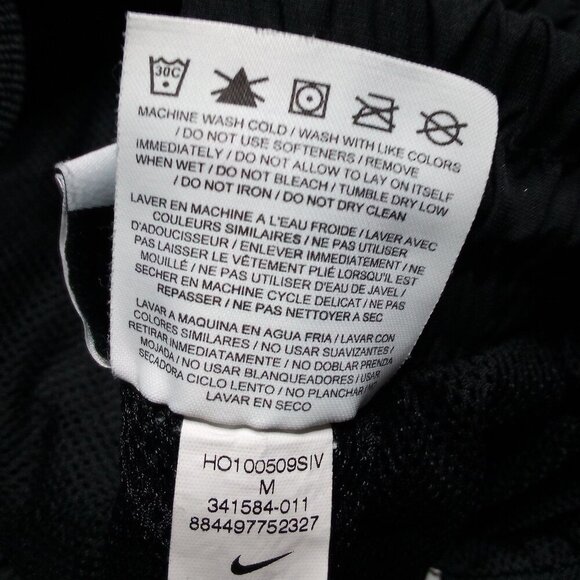 30C
MACHINE WASH COLD / WASH WITH LIKE COLORS
/ DO NOT USE SOFTENERS / REMOVE
IMMEDIATELY / DO NOT ALLOW TO LAY ON ITSELF
WHEN WET / DO NOT BLEACH / TUMBLE DRY LOW
/ DO NOT IRON / DO NOT DRY CLEAN
LAVER EN MACHINE A L'EAU FROIDE / LAVER AVEC
COULEURS SIMILAIRES / NE PAS UTILISER
D'ADOUCISSEUR / ENLEVER IMMEDIATEMENT / NE
PAS LAISSER LE VÊTEMENT PLIÉ LORSQU'IL EST
MOUILLÉ / NE PAS UTILISER D'EAU DE JAVEL /
SECHER EN MACHINE CYCLE DELICAT / NE PAS
REPASSER / NE PAS NETTOYER A SEC
LAVAR A MAQUINA EN AGUA FRIA / LAVAR CON
COLORES SIMILARES / NO USAR SUAVIZANTES /
RETIRAR INMEDIATAMENTE / NO DOBLAR PRENDA
MOJADA / NO USAR BLANQUEADORES / USAR
SECADORA CICLO LENTO / NO PLANCHAR / NO
LAVAR EN SECO
HO100509SIV
M
341584-011
884497752327